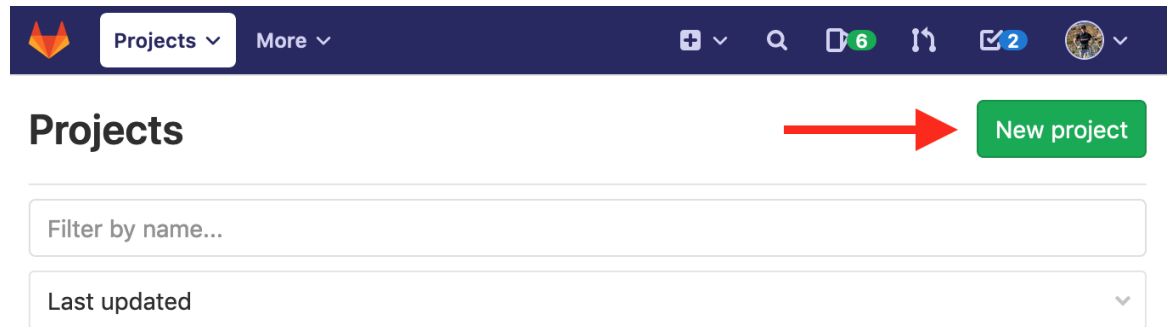 Projects More 6 2
Projects New project
Filter by name...
Last updated